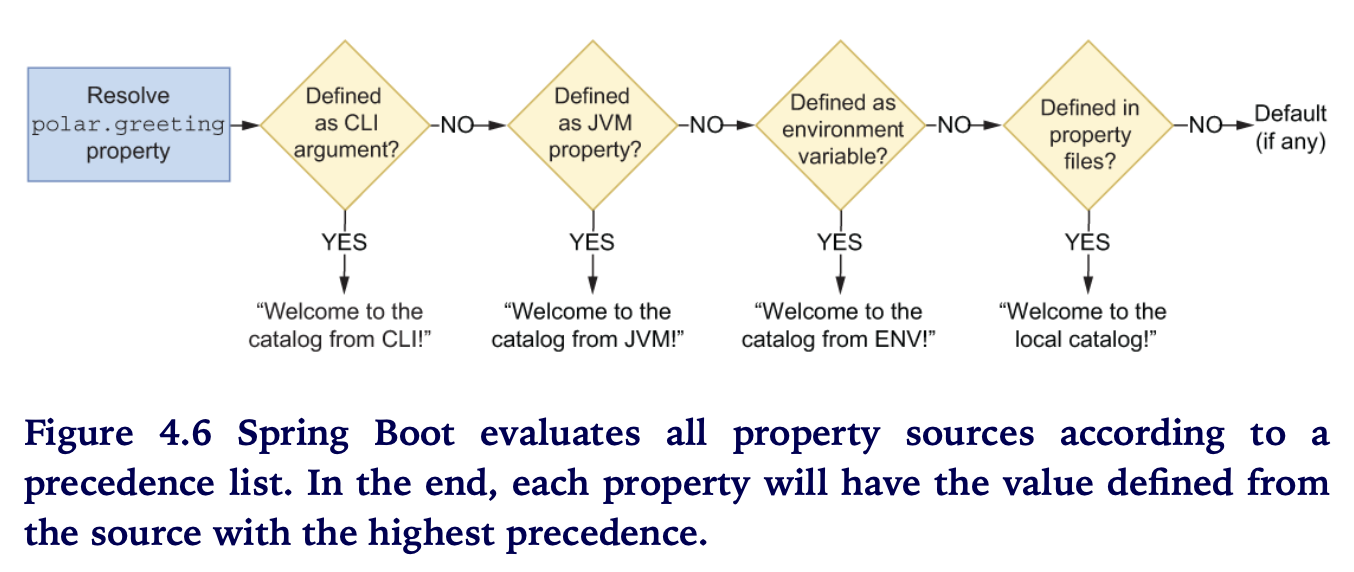 Resolve
polar.greeting
property
Defined
as CLI
argument?
NO
Defined
as JVM
property?
NO
Defined as
environment
variable?
NO
Defined in
property
files?
NO
Default
(if any)
YES
YES
YES
YES
“Welcome to the
catalog from CLI!”
“Welcome to the
catalog from JVM!”
“Welcome to the
catalog from ENV!”
“Welcome to the
local catalog!”
Figure 4.6 Spring Boot evaluates all property sources according to a
precedence list. In the end, each property will have the value defined from
the source with the highest precedence.